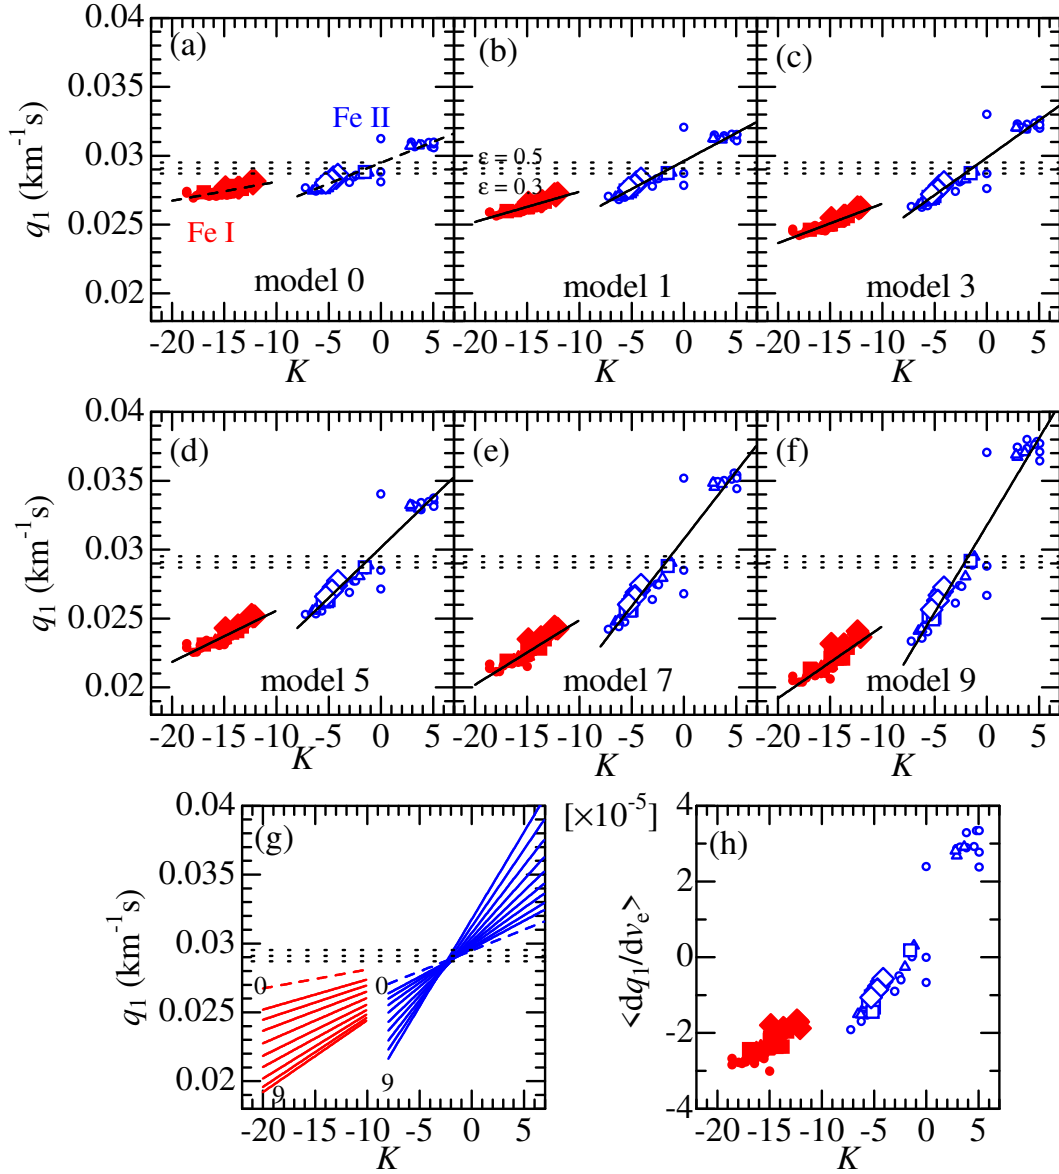 0.04
0.035
0.03
0.025
0.02
q₁ (km⁻¹s)
(a)
Fe II
Fe I
model 0
-20 -15 -10 -5 0 5
K
(b)
ε = 0.5
ε = 0.3
model 1
-20 -15 -10 -5 0 5
K
(c)
model 3
-20 -15 -10 -5 0 5
K
0.04
0.035
0.03
0.025
0.02
q₁ (km⁻¹s)
(d)
model 5
-20 -15 -10 -5 0 5
K
(e)
model 7
-20 -15 -10 -5 0 5
K
(f)
model 9
-20 -15 -10 -5 0 5
K
0.04
0.035
0.03
0.025
0.02
q₁ (km⁻¹s)
(g)
0
0
9
9
-20 -15 -10 -5 0 5
K
[×10⁻⁵]
4
2
0
-2
-4
<dq₁/dvₑ>
(h)
-20 -15 -10 -5 0 5
K